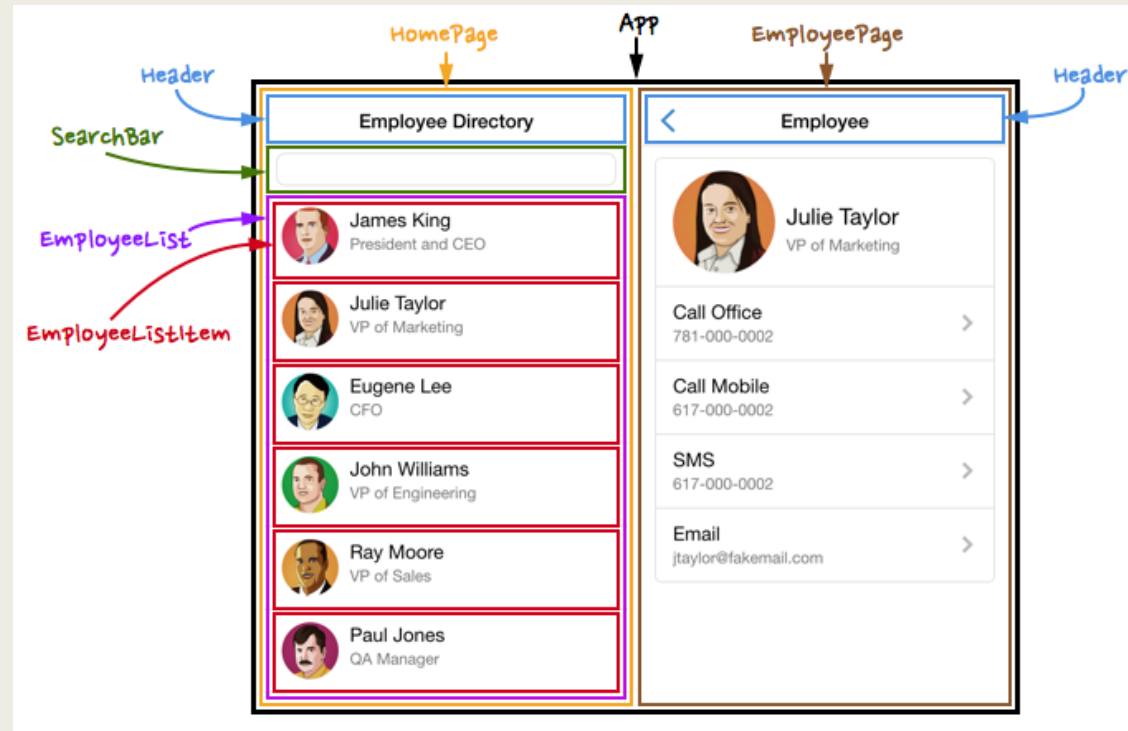 App
HomePage
EmployeePage
Header
Header
SearchBar
EmployeeList
EmployeeListItem
Employee Directory
James King
President and CEO
Julie Taylor
VP of Marketing
Eugene Lee
CFO
John Williams
VP of Engineering
Ray Moore
VP of Sales
Paul Jones
QA Manager
Employee
Julie Taylor
VP of Marketing
Call Office
781-000-0002
Call Mobile
617-000-0002
SMS
617-000-0002
Email
jtaylor@fakemail.com